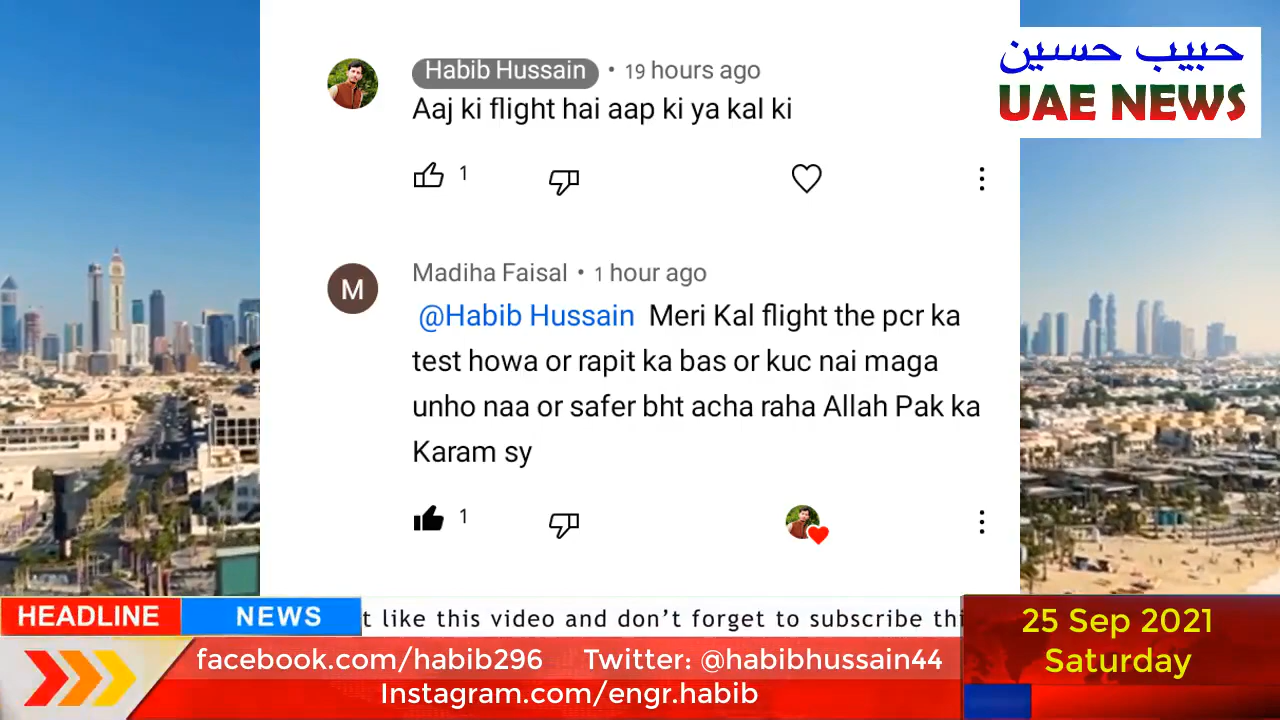 حبیب حسین
UAE NEWS
Habib Hussain • 19 hours ago
Aaj ki flight hai aap ki ya kal ki
1
M
Madiha Faisal • 1 hour ago
@Habib Hussain Meri Kal flight the pcr ka
test howa or rapit ka bas or kuc nai maga
unho naa or safer bht acha raha Allah Pak ka
Karam sy
1
HEADLINE NEWS
t like this video and don't forget to subscribe thi
25 Sep 2021
Saturday
facebook.com/habib296 Twitter: @habibhussain44
Instagram.com/engr.habib